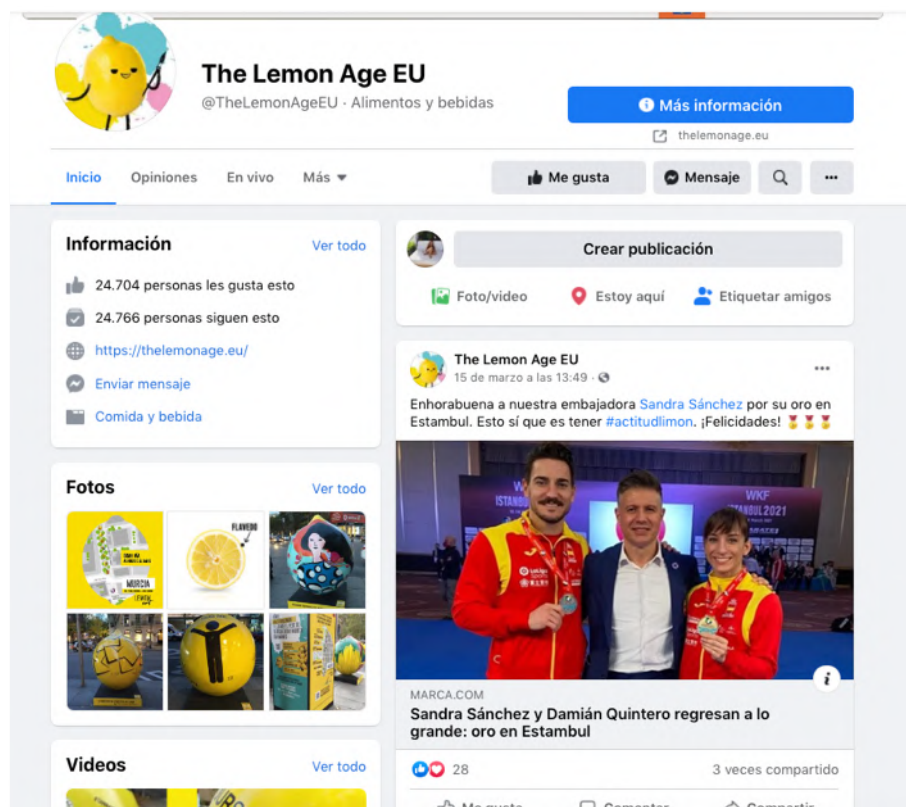 The Lemon Age EU
@TheLemonAgeEU · Alimentos y bebidas
Más información
thelemonage.eu
Inicio
Opiniones
En vivo
Más
Me gusta
Mensaje
Información
Ver todo
24.704 personas les gusta esto
24.766 personas siguen esto
https://thelemonage.eu/
Enviar mensaje
Comida y bebida
Fotos
Ver todo
MURCIA
FLAVEDO
Videos
Ver todo
Crear publicación
Foto/video
Estoy aquí
Etiquetar amigos
The Lemon Age EU
15 de marzo a las 13:49 ·
Enhorabuena a nuestra embajadora Sandra Sánchez por su oro en
Estambul. Esto sí que es tener #actitudlimon. ¡Felicidades!
WKF
ISTANBUL 2021
MARCA.COM
Sandra Sánchez y Damián Quintero regresan a lo
grande: oro en Estambul
28
3 veces compartido
Me gusta
Comentar
Compartir